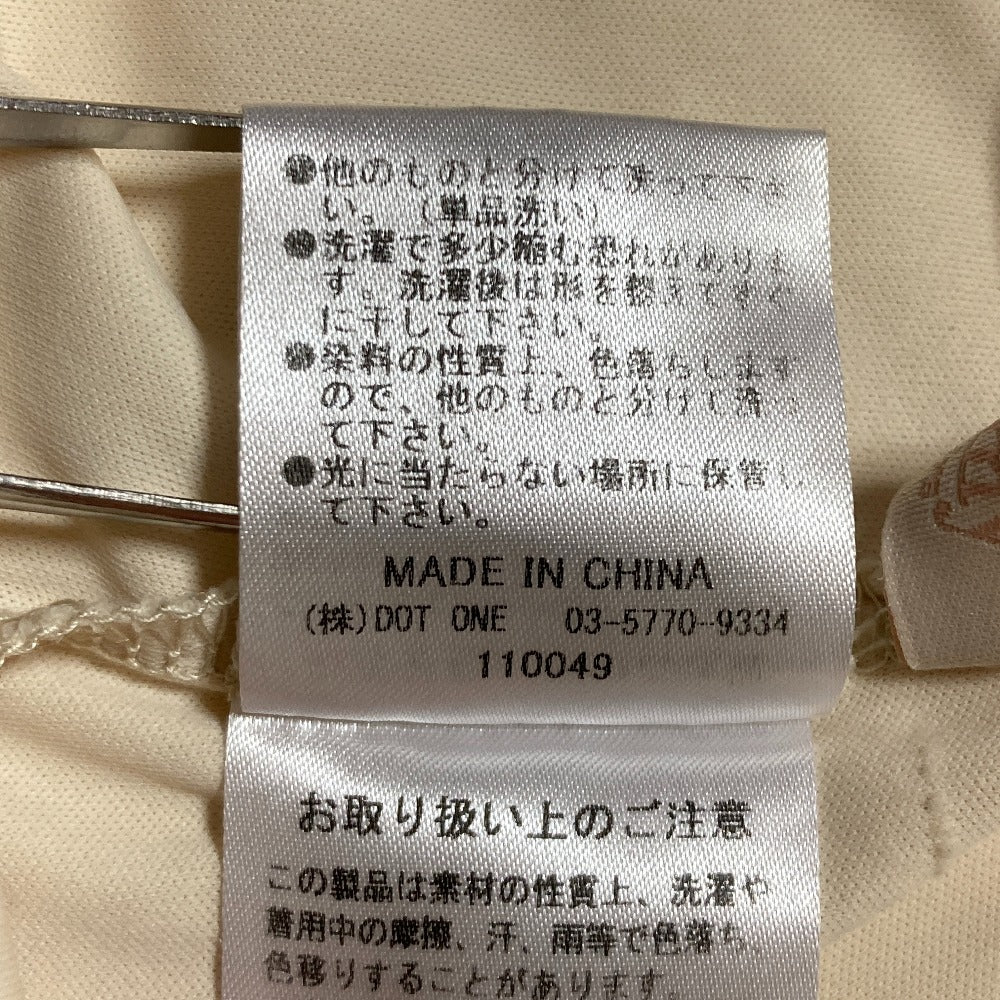 ●他のものと分けて洗って下さ
い。（単品洗い）
●洗濯で多少縮む恐れがありま
す。洗濯後は形を整えてすぐ
に干して下さい。
●染料の性質上、色落ちします
ので、他のものと分けて洗っ
て下さい。
●光に当たらない場所に保管し
て下さい。
MADE IN CHINA
(株)DOT ONE 03-5770-9334
110049
お取り扱い上のご注意
この製品は素材の性質上、洗濯や
着用中の摩擦、汗、雨等で色落ち、
色移りすることがあります。